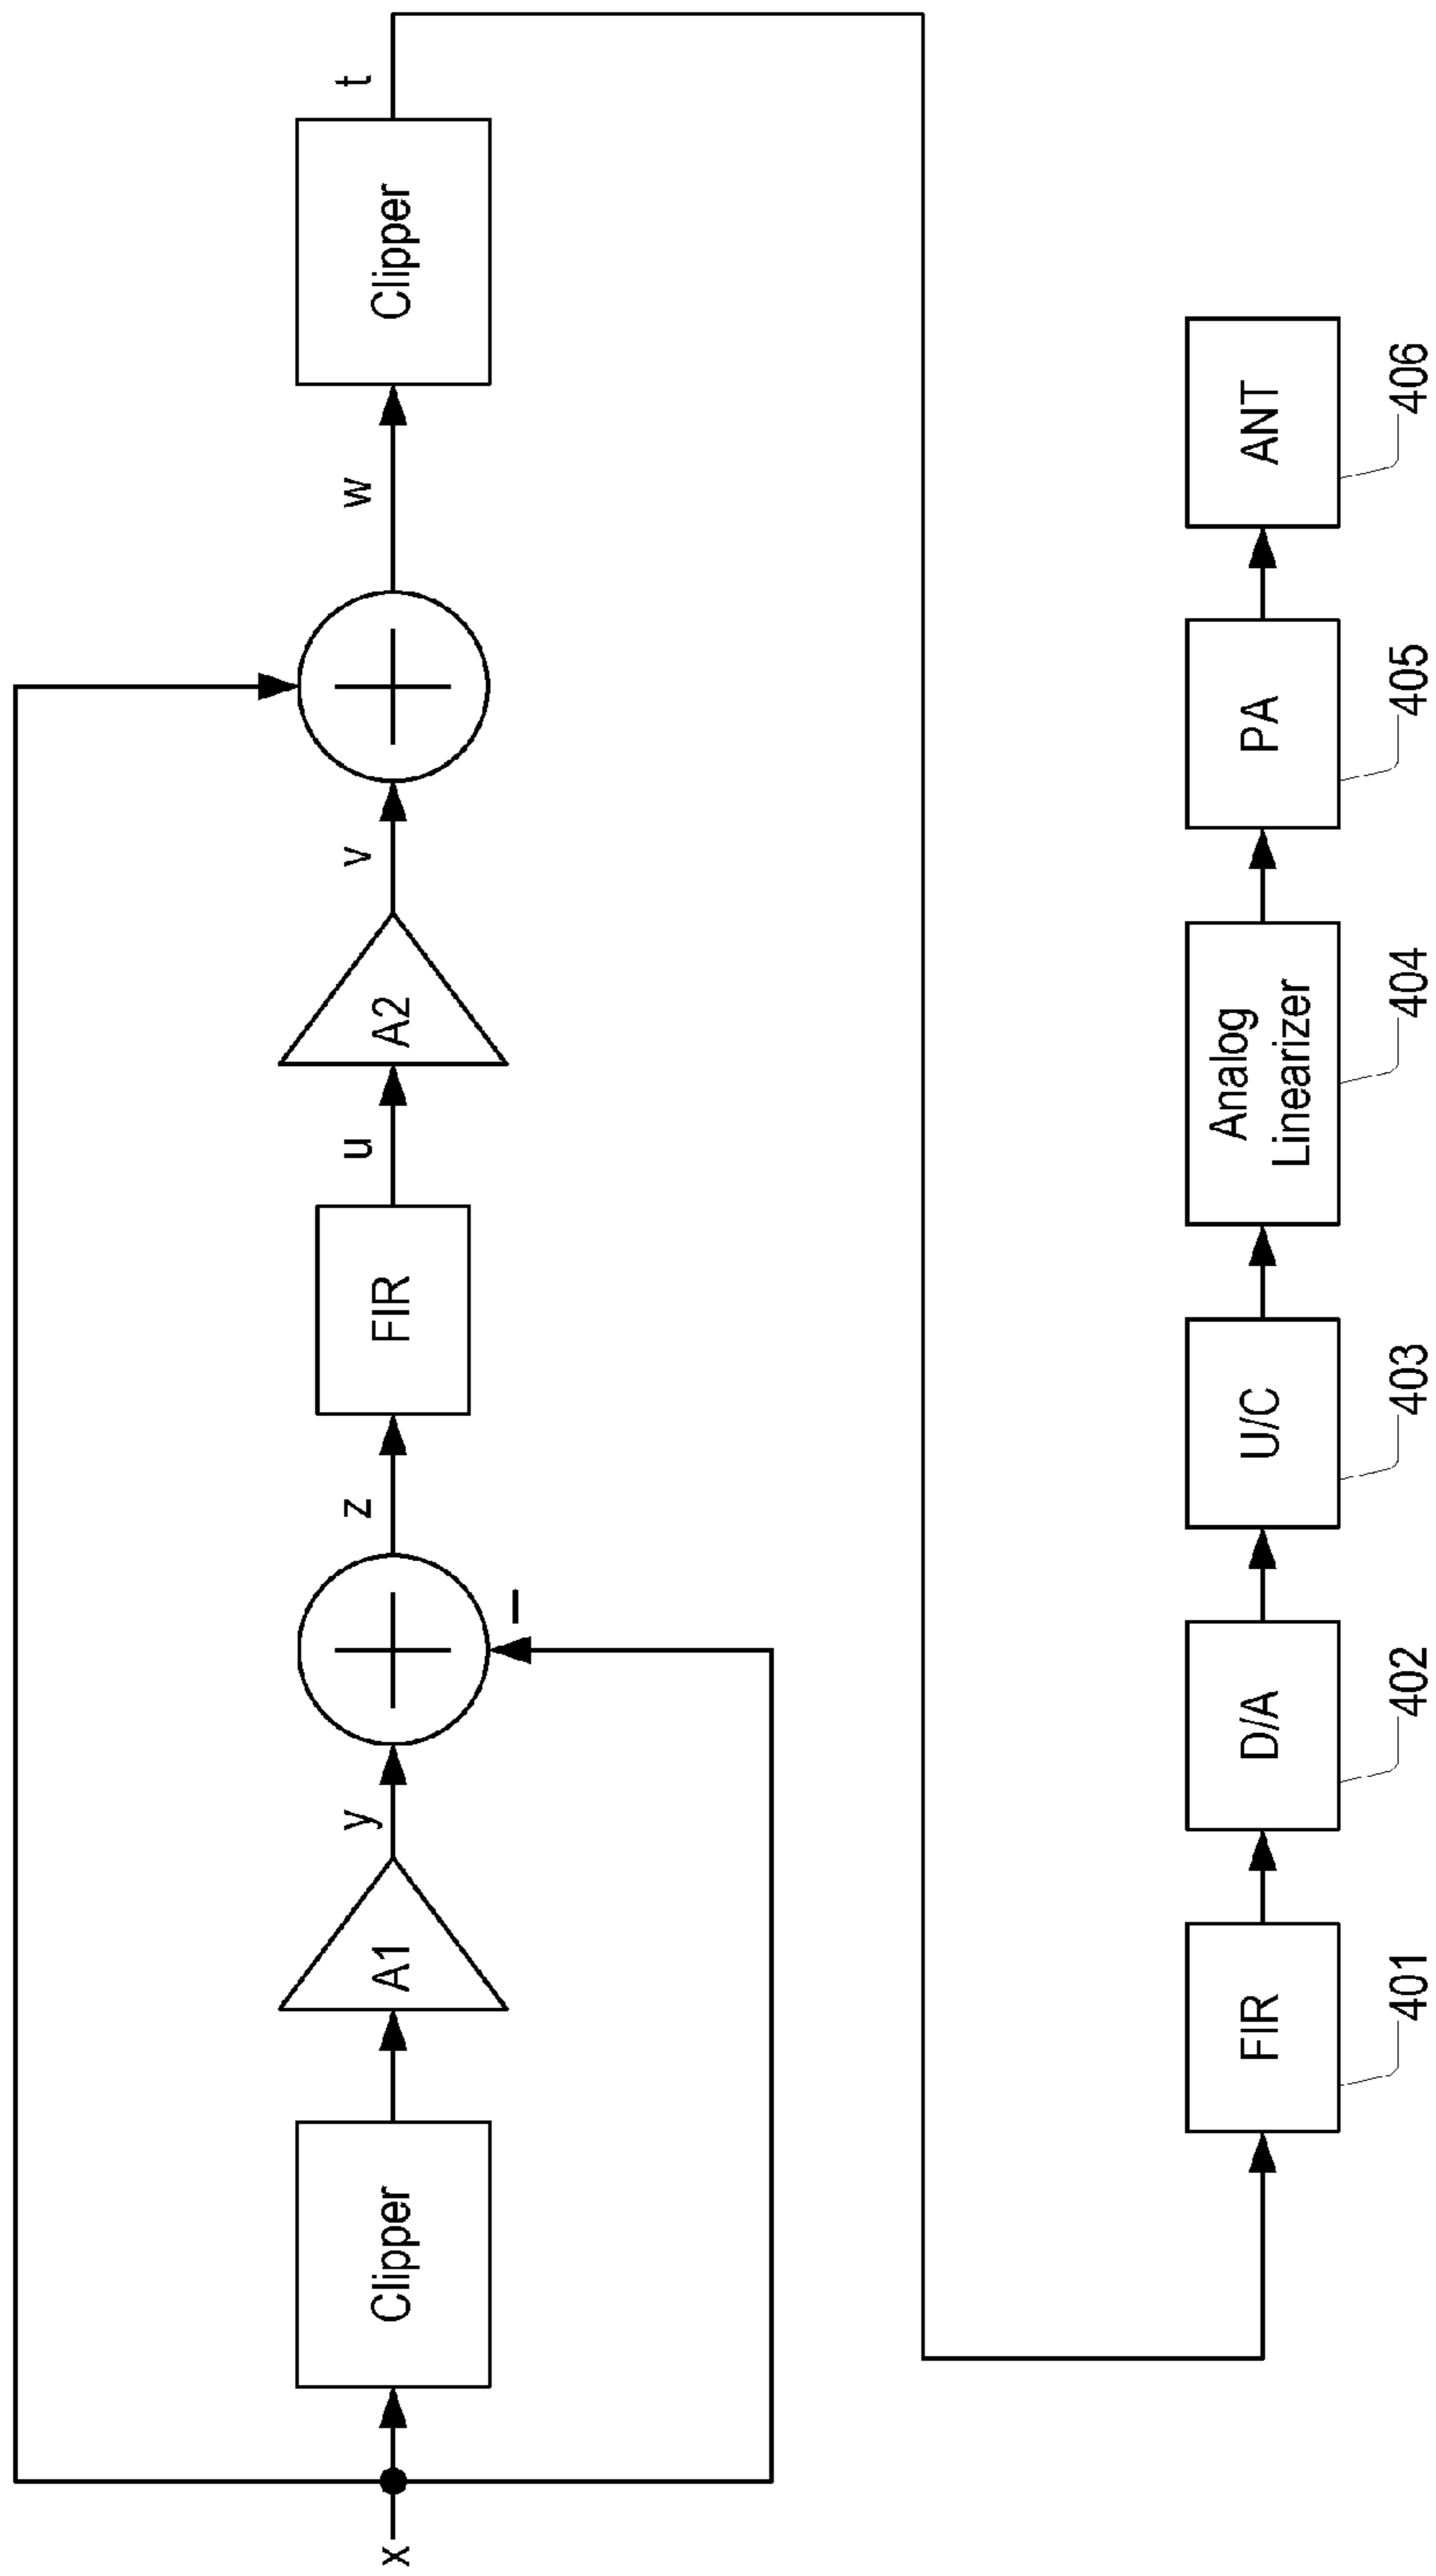 x
Clipper
A1
y
−
z
FIR
u
A2
v
w
Clipper
t
FIR
D/A
U/C
Analog
Linearizer
PA
ANT
401
402
403
404
405
406